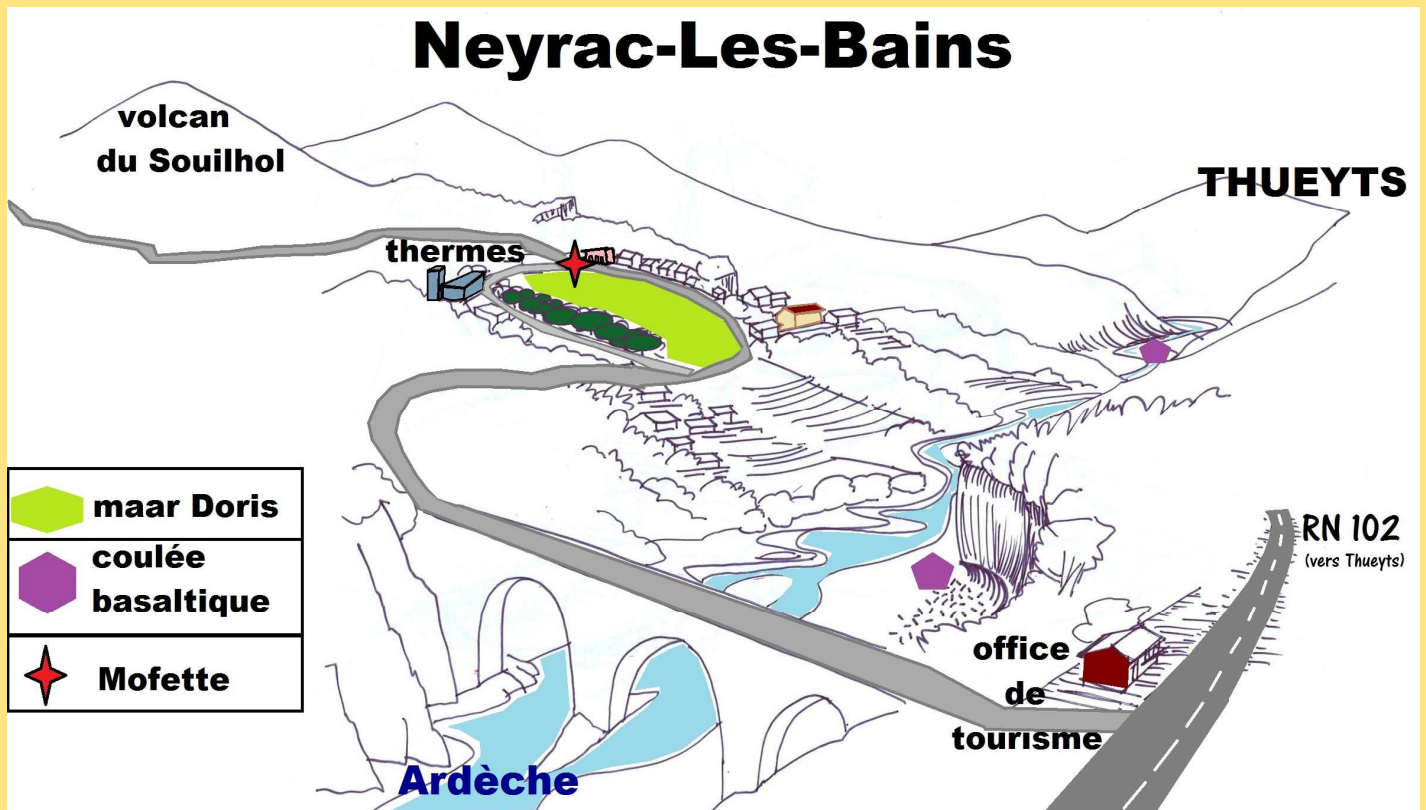 Neyrac-Les-Bains
volcan
du Souilhol
THUEYTS
thermes
maar Doris
coulée
basaltique
Mofette
RN 102
(vers Thueyts)
office
de
tourisme
Ardèche